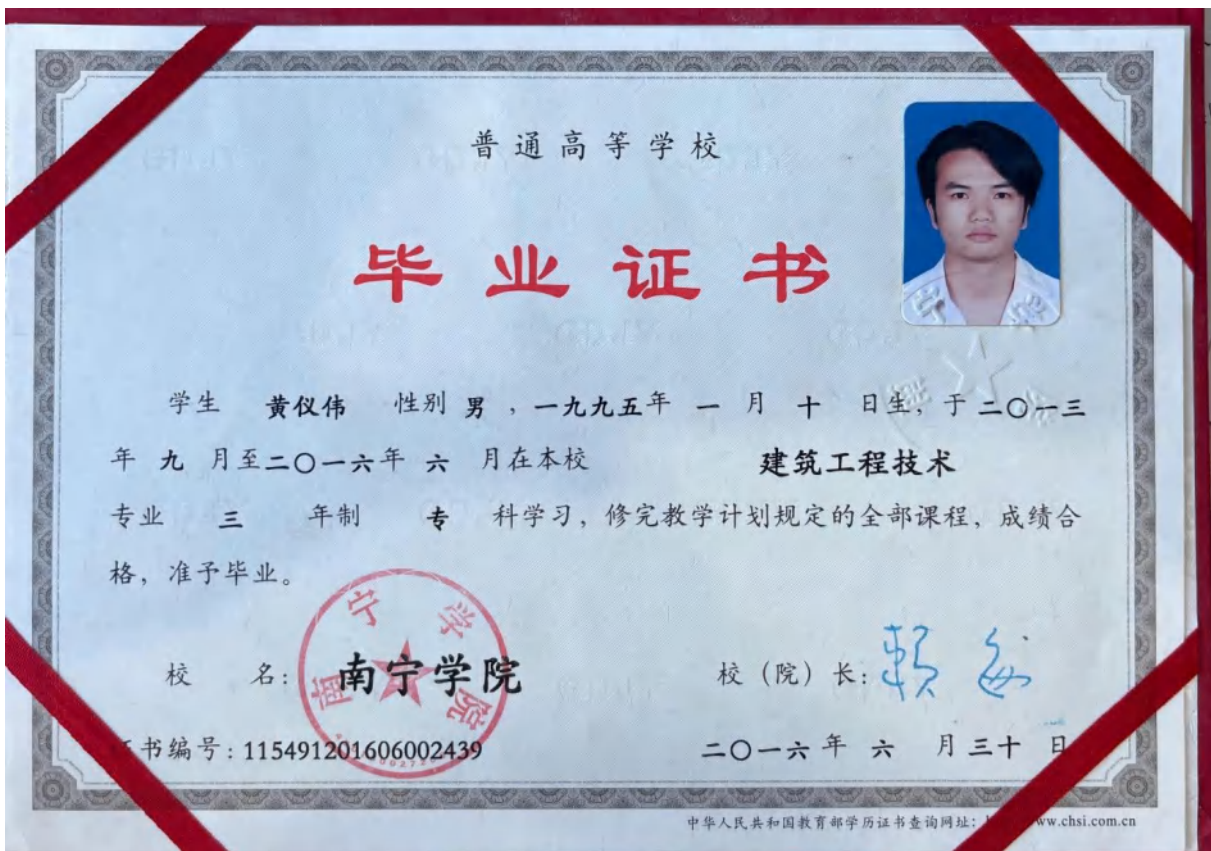 普通高等学校
毕业证书
学生 黄仪伟 性别 男 ，一九九五年 一 月 十 日生，于二〇一三
年 九 月至二〇一六年 六 月在本校 建筑工程技术
专业 三 年制 专 科学习，修完教学计划规定的全部课程，成绩合
格，准予毕业。
校 名：南宁学院
校（院）长：
南宁学院
书编号：115491201606002439
二〇一六年 六 月三十日
中华人民共和国教育部学历证书查询网址：ww.chsi.com.cn